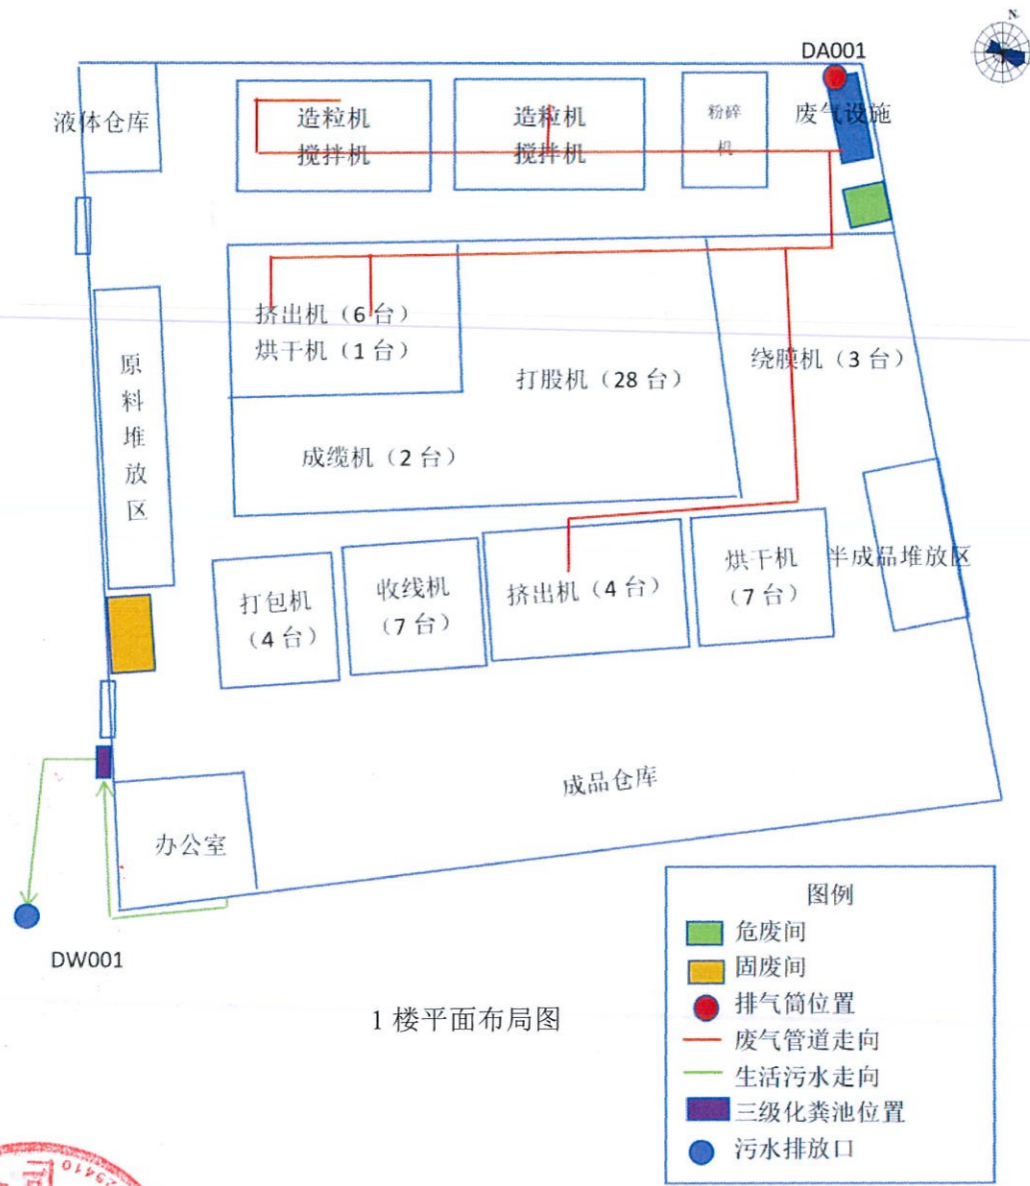 N
DA001
液体仓库
造粒机
搅拌机
造粒机
搅拌机
粉碎
机
废气设施
挤出机（6台）
烘干机（1台）
原
料
堆
放
区
打股机（28台）
绕膜机（3台）
成缆机（2台）
打包机
（4台）
收线机
（7台）
挤出机（4台）
烘干机
（7台）
半成品堆放区
成品仓库
办公室
DW001
1楼平面布局图
图例
危废间
固废间
排气筒位置
废气管道走向
生活污水走向
三级化粪池位置
污水排放口